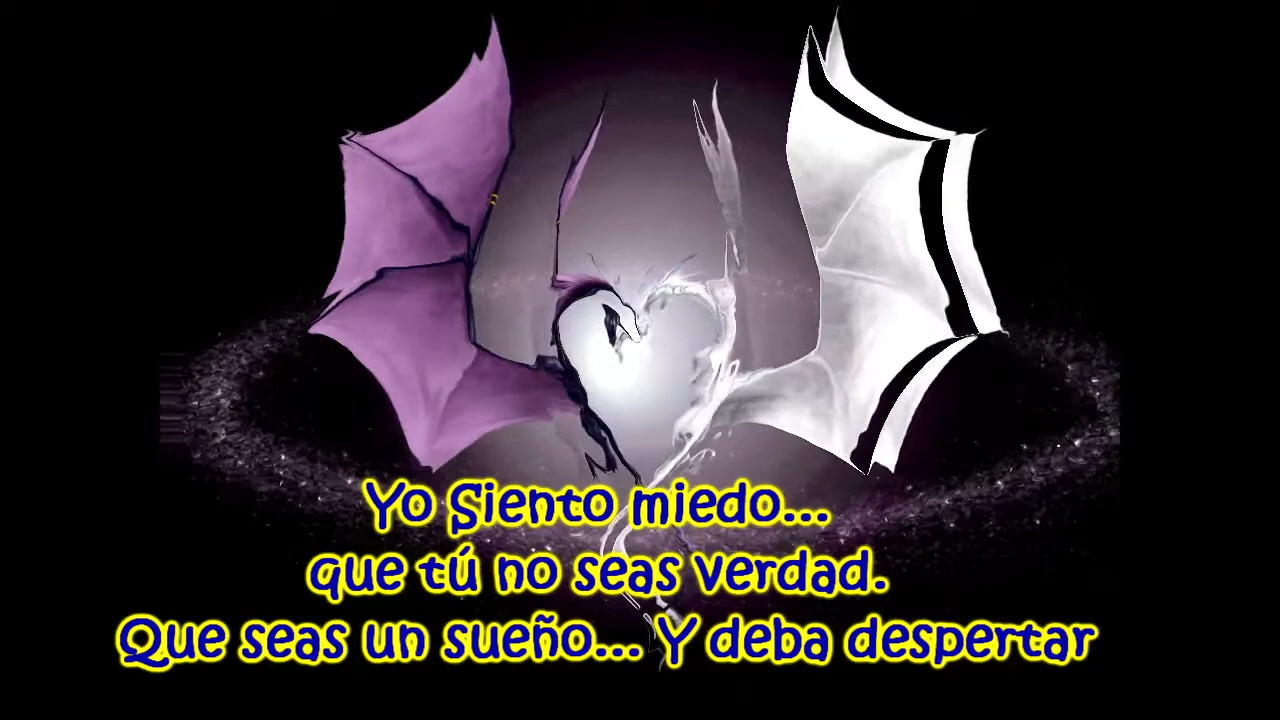 Yo Siento miedo...
que tú no seas verdad.
Que seas un sueño... Y deba despertar